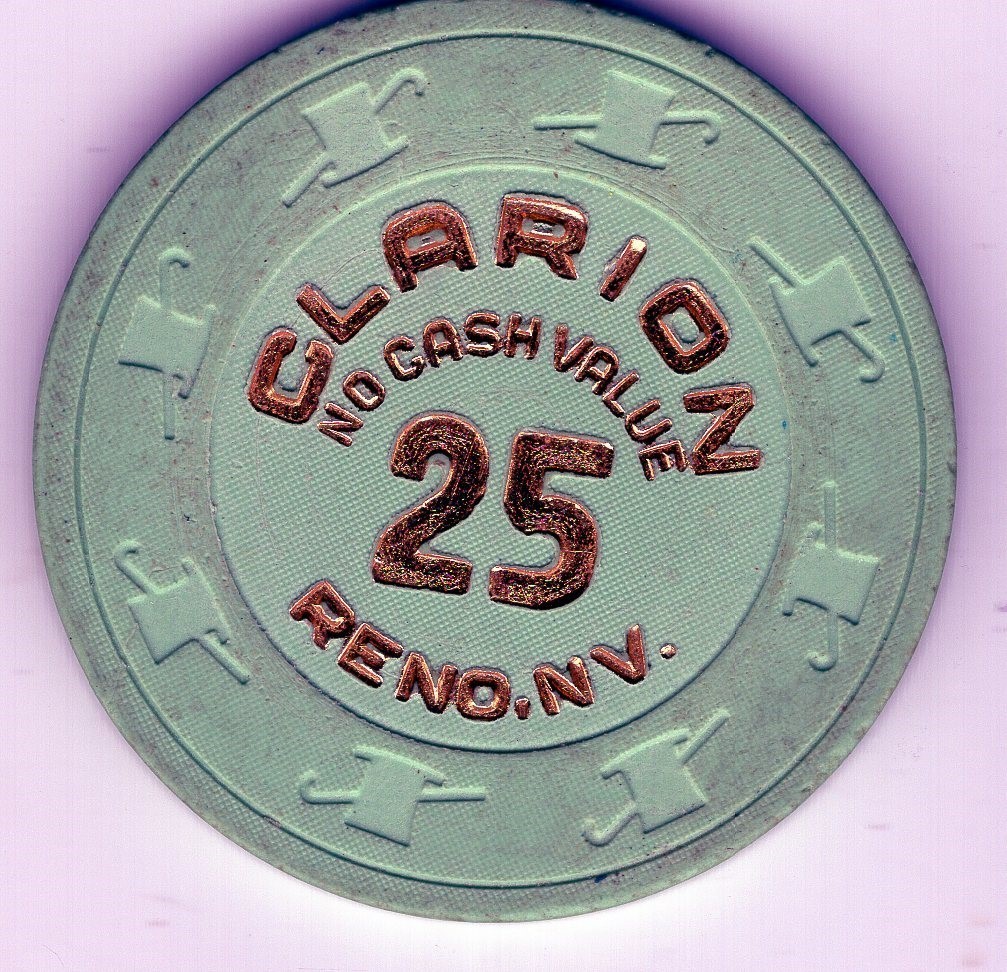 CLARION
NO CASH VALUE
25
RENO, NV.